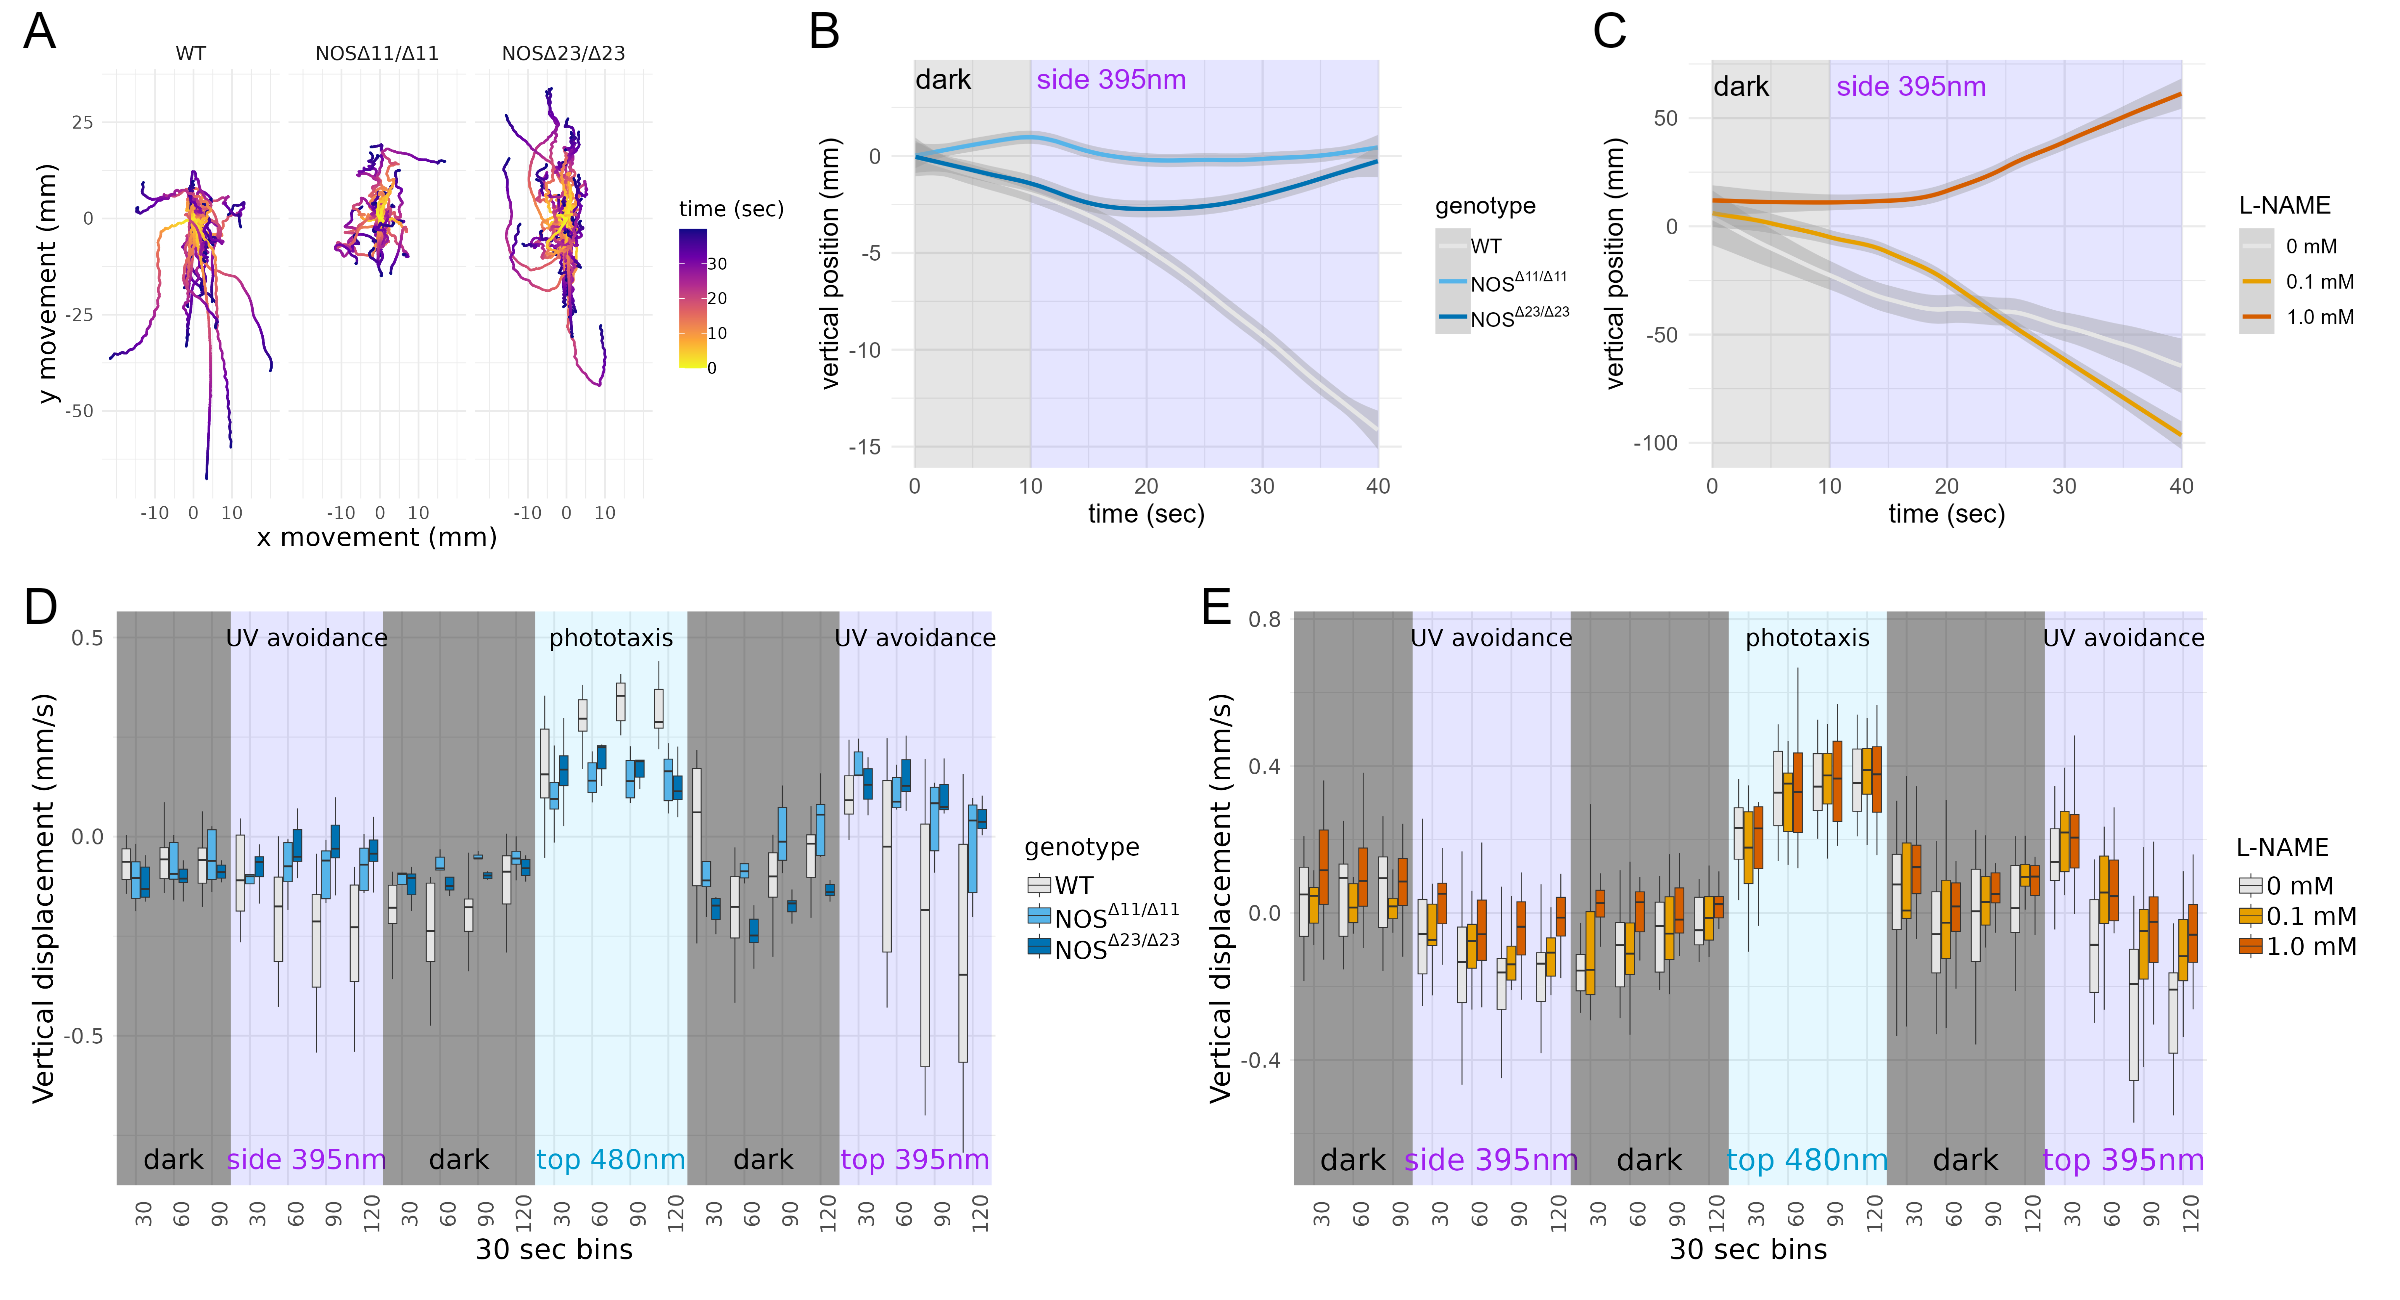 A
WT NOSΔ11/Δ11 NOSΔ23/Δ23
25
0
-25
-50
y movement (mm)
-10 0 10 -10 0 10 -10 0 10
x movement (mm)
time (sec)
30
20
10
0
B
dark side 395nm
0
-5
-10
-15
vertical position (mm)
0 10 20 30 40
time (sec)
genotype
WT
NOSΔ11/Δ11
NOSΔ23/Δ23
C
dark side 395nm
50
0
-50
-100
vertical position (mm)
0 10 20 30 40
time (sec)
L-NAME
0 mM
0.1 mM
1.0 mM
D
UV avoidance phototaxis UV avoidance
0.5
0.0
-0.5
Vertical displacement (mm/s)
dark side 395nm dark top 480nm dark top 395nm
30 60 90 30 60 90 120 30 60 90 120 30 60 90 120 30 60 90 120 30 60 90 120
30 sec bins
genotype
WT
NOSΔ11/Δ11
NOSΔ23/Δ23
E
UV avoidance phototaxis UV avoidance
0.8
0.4
0.0
-0.4
Vertical displacement (mm/s)
dark side 395nm dark top 480nm dark top 395nm
30 60 90 30 60 90 120 30 60 90 120 30 60 90 120 30 60 90 120 30 60 90 120
30 sec bins
L-NAME
0 mM
0.1 mM
1.0 mM